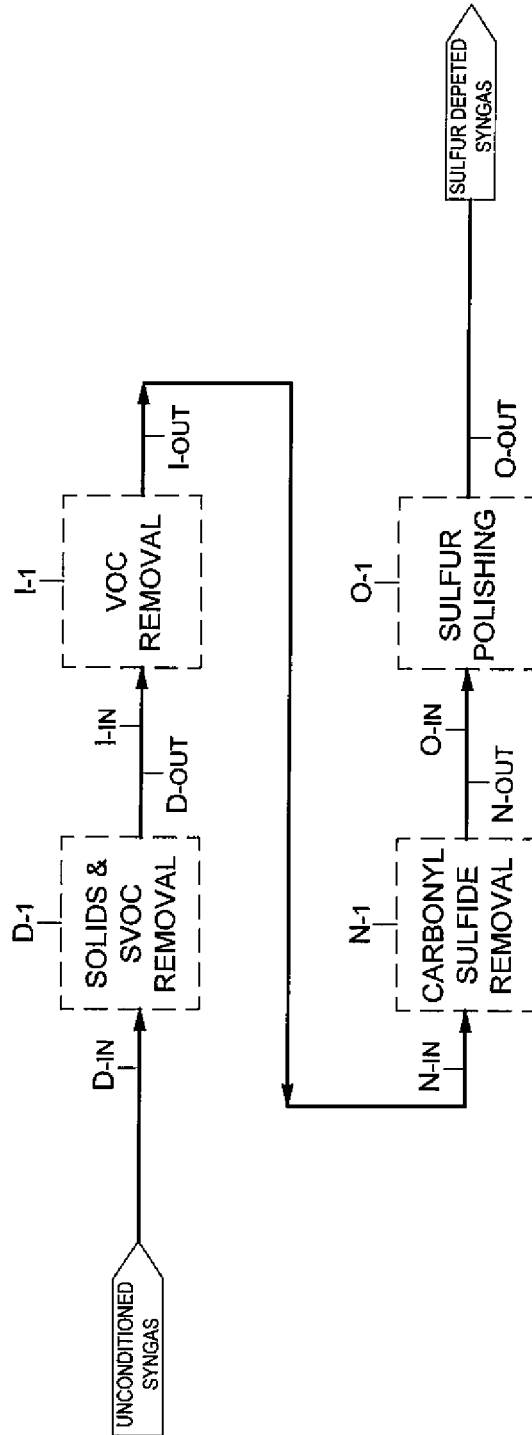 UNCONDITIONED
SYNGAS
D-IN
D-1
SOLIDS &
SVOC
REMOVAL
D-OUT
I-IN
I-1
VOC
REMOVAL
I-OUT
N-IN
N-1
CARBONYL
SULFIDE
REMOVAL
N-OUT
O-IN
O-1
SULFUR
POLISHING
O-OUT
SULFUR DEPETED
SYNGAS